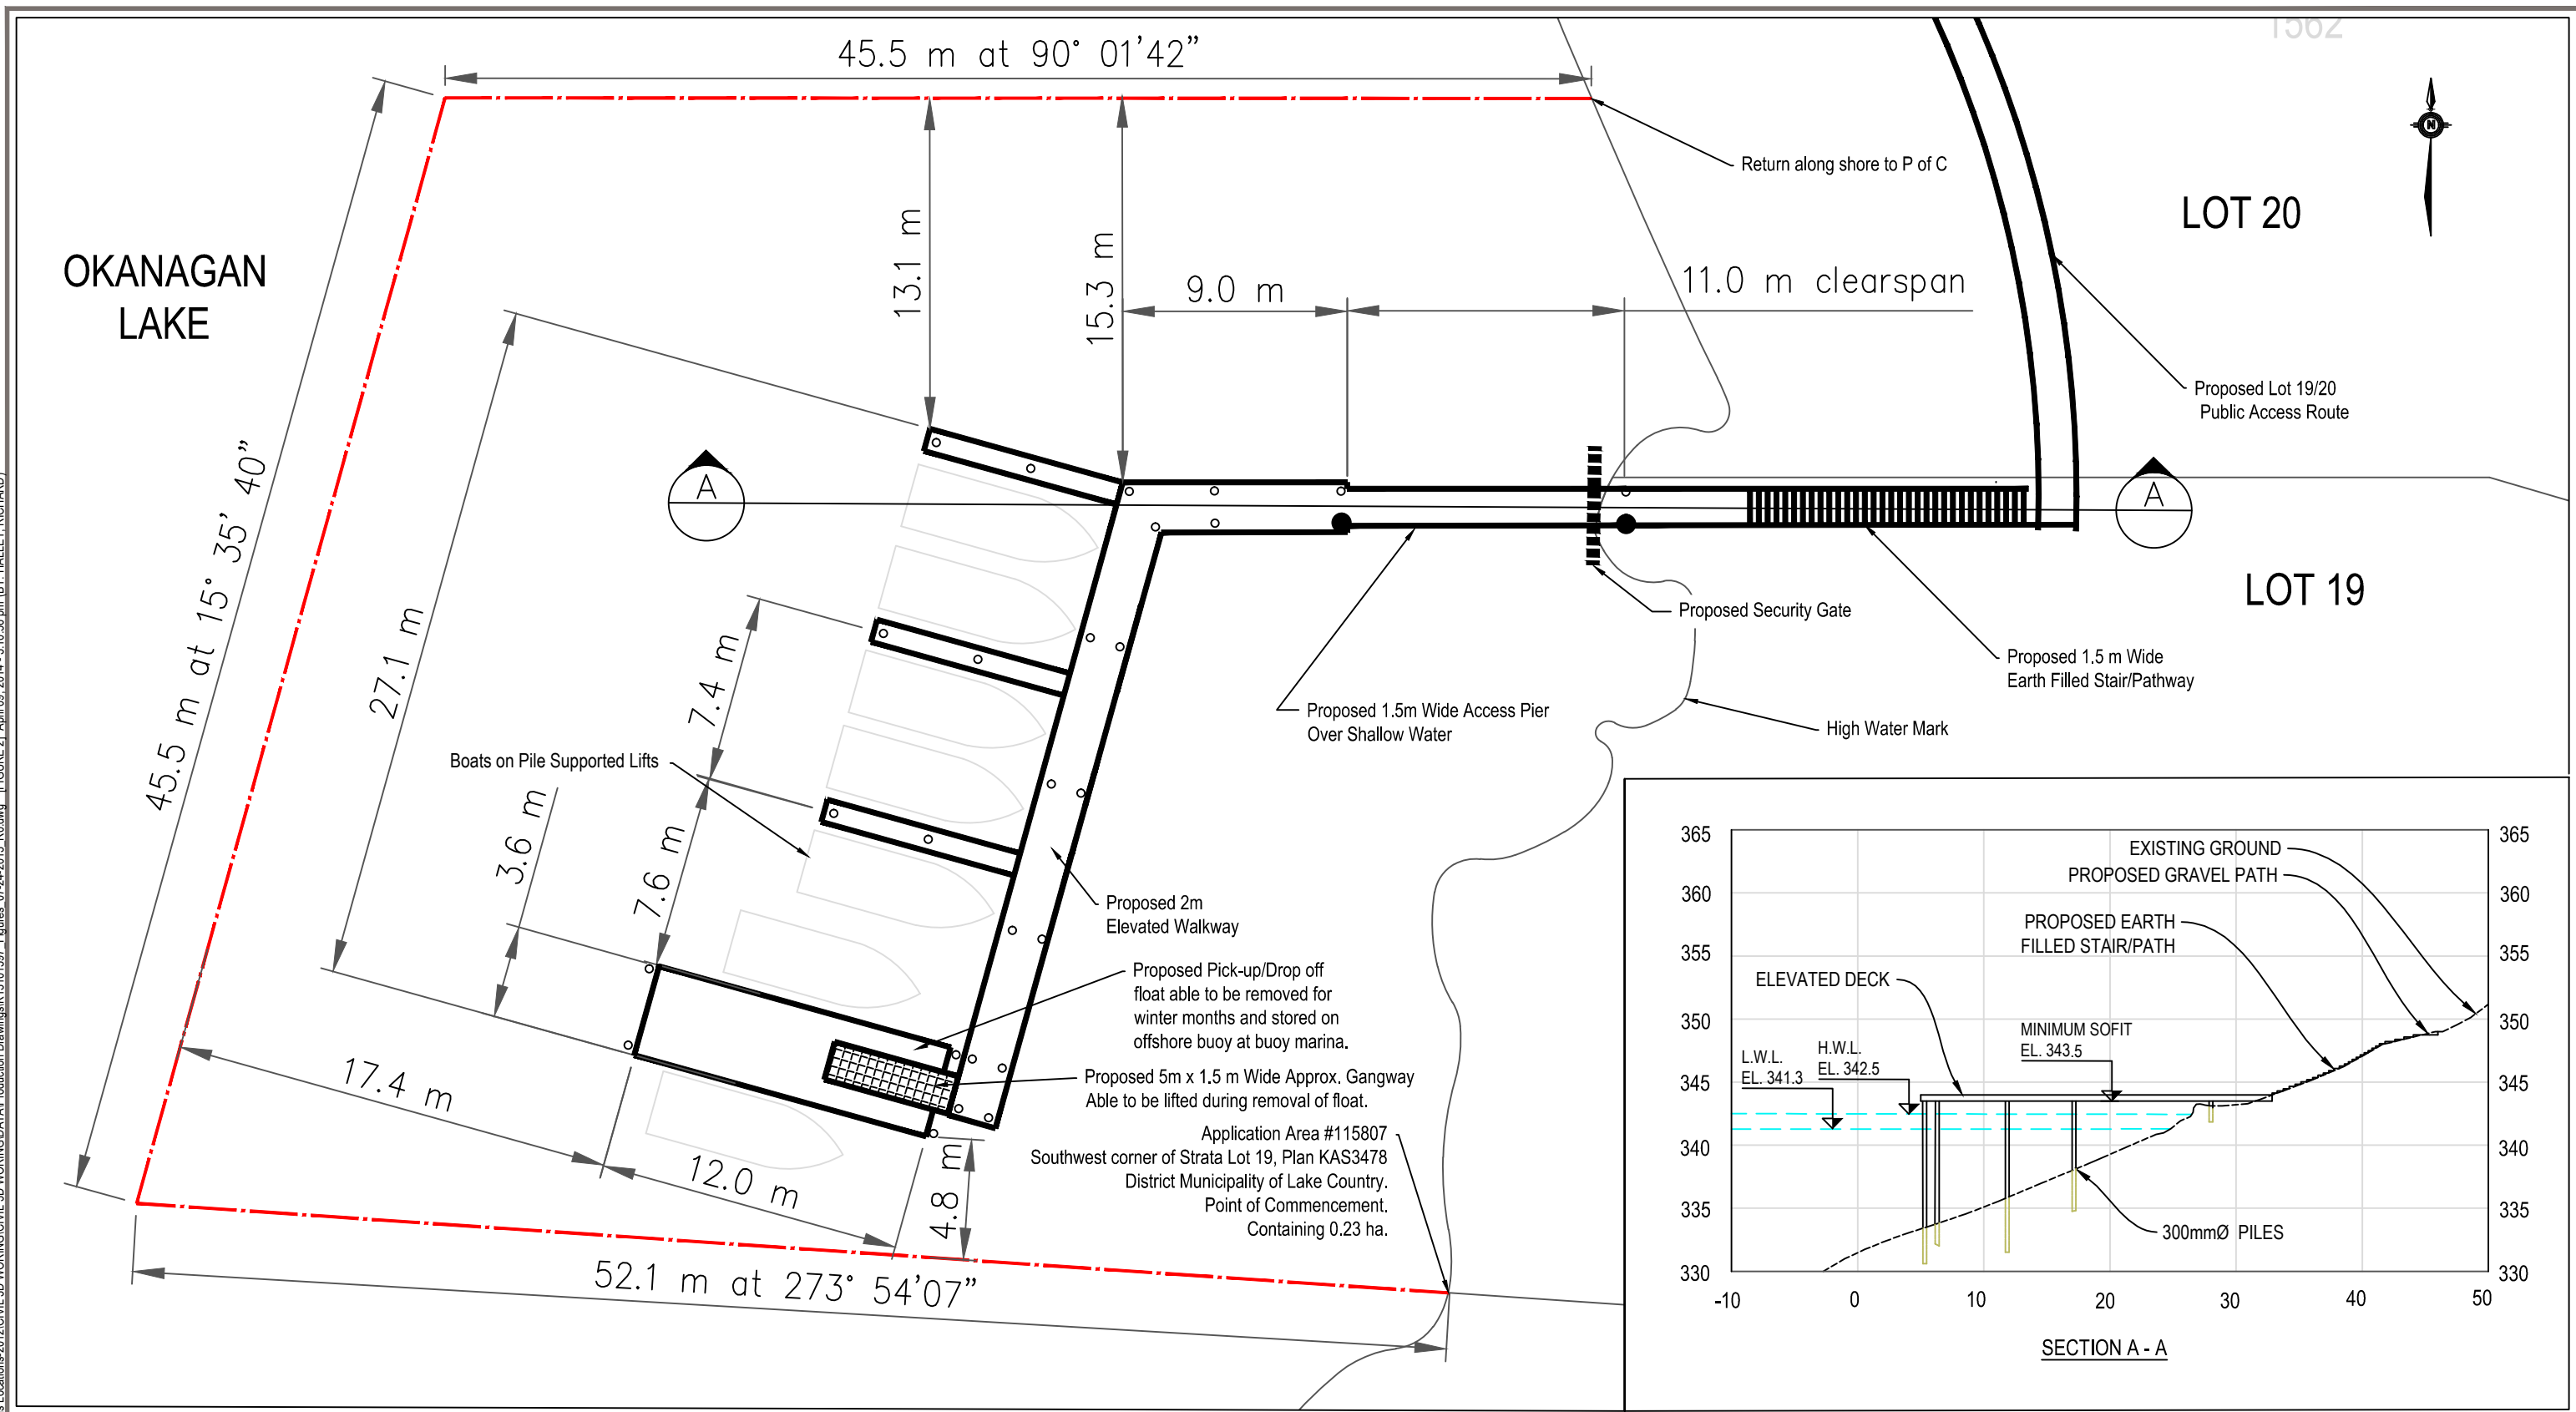 1562
45.5 m at 90° 01'42"
Return along shore to P of C
N
LOT 20
OKANAGAN
LAKE
13.1 m
15.3 m
9.0 m
11.0 m clearspan
Proposed Lot 19/20
Public Access Route
45.5 m at 15° 35' 40"
27.1 m
A
A
LOT 19
Proposed Security Gate
7.4 m
Proposed 1.5 m Wide
Earth Filled Stair/Pathway
Proposed 1.5m Wide Access Pier
Over Shallow Water
High Water Mark
Boats on Pile Supported Lifts
3.6 m
7.6 m
Proposed 2m
Elevated Walkway
Proposed Pick-up/Drop off
float able to be removed for
winter months and stored on
offshore buoy at buoy marina.
Proposed 5m x 1.5 m Wide Approx. Gangway
Able to be lifted during removal of float.
17.4 m
12.0 m
4.8 m
Application Area #115807
Southwest corner of Strata Lot 19, Plan KAS3478
District Municipality of Lake Country.
Point of Commencement.
Containing 0.23 ha.
52.1 m at 273° 54'07"
365
360
355
350
345
340
335
330
365
360
355
350
345
340
335
330
EXISTING GROUND
PROPOSED GRAVEL PATH
PROPOSED EARTH
FILLED STAIR/PATH
ELEVATED DECK
MINIMUM SOFIT
EL. 343.5
L.W.L.
EL. 341.3
H.W.L.
EL. 342.5
300mmØ PILES
-10 0 10 20 30 40 50
SECTION A - A